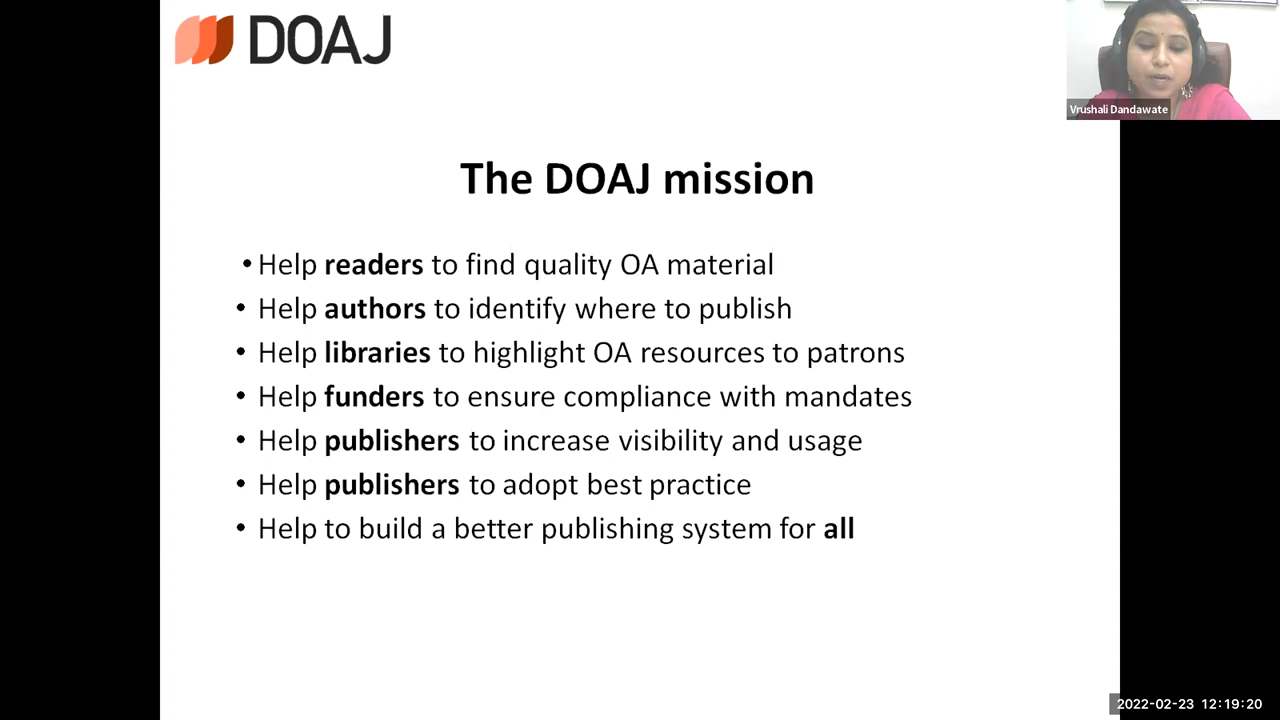 DOAJ
Vrushali Dandawate
The DOAJ mission
• Help readers to find quality OA material
• Help authors to identify where to publish
• Help libraries to highlight OA resources to patrons
• Help funders to ensure compliance with mandates
• Help publishers to increase visibility and usage
• Help publishers to adopt best practice
• Help to build a better publishing system for all
2022-02-23 12:19:20